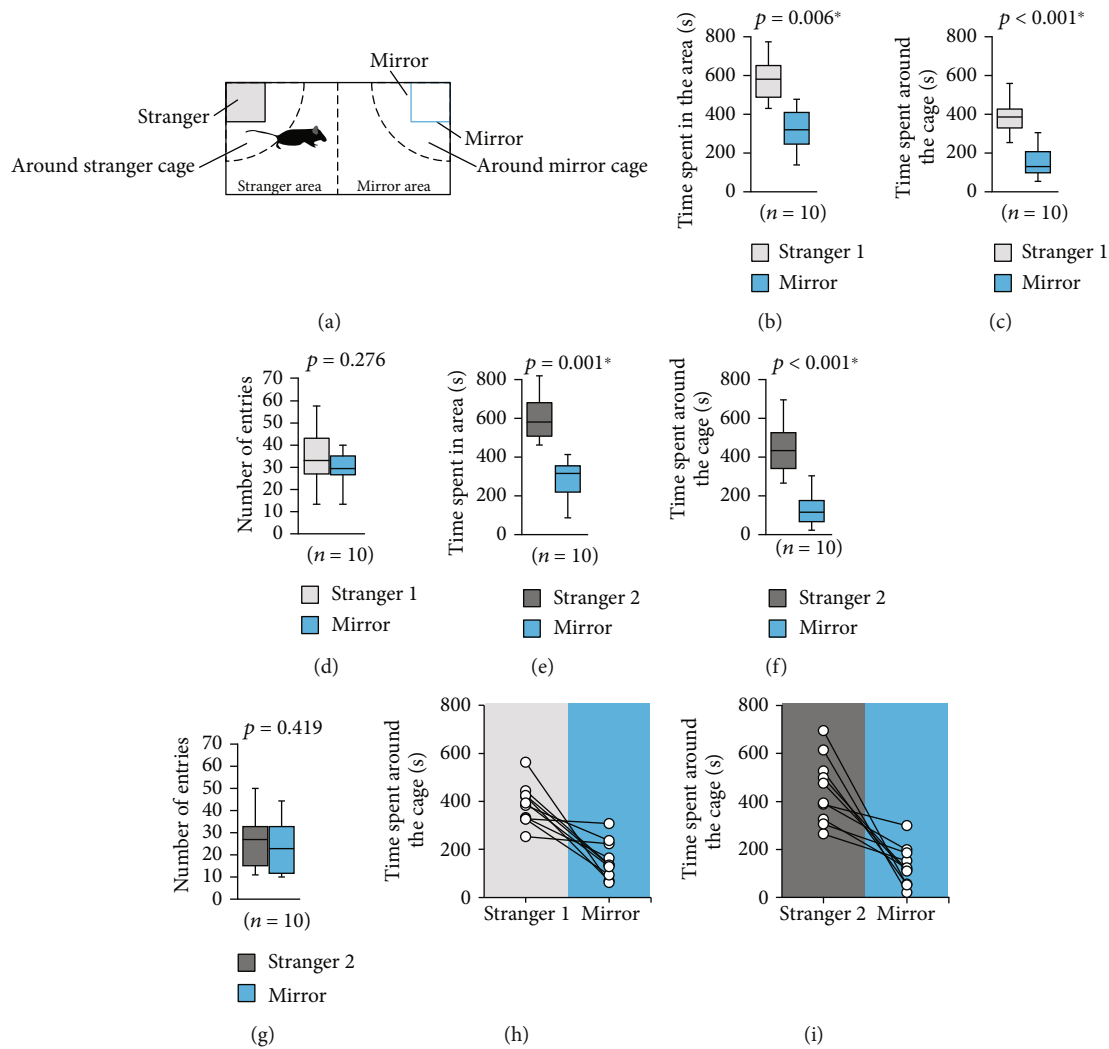 Mirror
Stranger
Mirror
Around stranger cage
Around mirror cage
Stranger area
Mirror area
(a)
p = 0.006*
Time spent in the area (s)
800
600
400
200
0
(n = 10)
Stranger 1
Mirror
(b)
p < 0.001*
Time spent around
the cage (s)
800
600
400
200
0
(n = 10)
Stranger 1
Mirror
(c)
p = 0.276
Number of entries
70
60
50
40
30
20
10
0
(n = 10)
Stranger 1
Mirror
(d)
p = 0.001*
Time spent in area (s)
800
600
400
200
0
(n = 10)
Stranger 2
Mirror
(e)
p < 0.001*
Time spent around
the cage (s)
800
600
400
200
0
(n = 10)
Stranger 2
Mirror
(f)
p = 0.419
Number of entries
70
60
50
40
30
20
10
0
(n = 10)
Stranger 2
Mirror
(g)
Time spent around
the cage (s)
800
600
400
200
0
Stranger 1
Mirror
(h)
Time spent around
the cage (s)
800
600
400
200
0
Stranger 2
Mirror
(i)